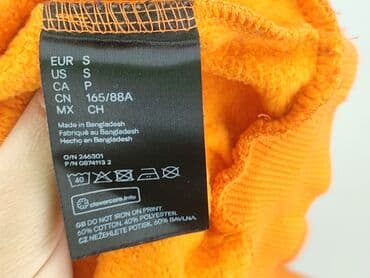 EUR S
US S
CA P
CN 165/88A
MX CH
Made in Bangladesh
Fabriqué au Bangladesh
Hecho en Bangladesh
O/N 246301
P/N 0874113 2
40
clevercare.info
GB DO NOT IRON ON PRINT.
60% COTTON. 40% POLYESTER.
CZ NEŽEHLETE POTISK. 60% BAVLNA.